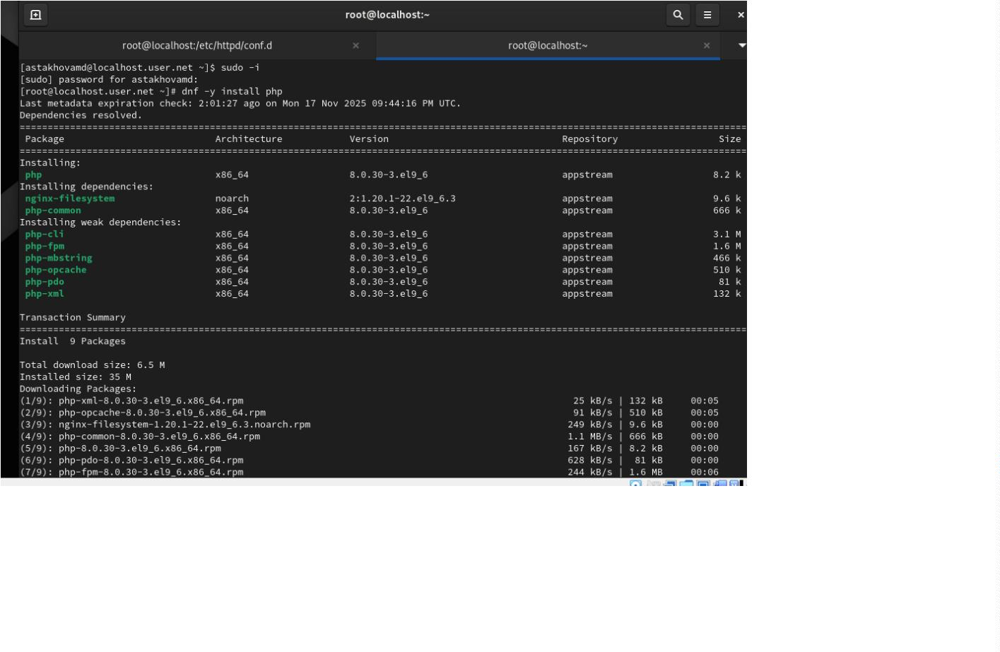 root@localhost:~
root@localhost:/etc/httpd/conf.d
root@localhost:~
[astakhovamd@localhost.user.net ~]$ sudo -i
[sudo] password for astakhovamd:
[root@localhost.user.net ~]# dnf -y install php
Last metadata expiration check: 2:01:27 ago on Mon 17 Nov 2025 09:44:16 PM UTC.
Dependencies resolved.
================================================================================
Package Architecture Version Repository Size
================================================================================
Installing:
php x86_64 8.0.30-3.el9_6 appstream 8.2 k
Installing dependencies:
nginx-filesystem noarch 2:1.20.1-22.el9_6.3 appstream 9.6 k
php-common x86_64 8.0.30-3.el9_6 appstream 666 k
Installing weak dependencies:
php-cli x86_64 8.0.30-3.el9_6 appstream 3.1 M
php-fpm x86_64 8.0.30-3.el9_6 appstream 1.6 M
php-mbstring x86_64 8.0.30-3.el9_6 appstream 466 k
php-opcache x86_64 8.0.30-3.el9_6 appstream 510 k
php-pdo x86_64 8.0.30-3.el9_6 appstream 81 k
php-xml x86_64 8.0.30-3.el9_6 appstream 132 k
Transaction Summary
================================================================================
Install 9 Packages
Total download size: 6.5 M
Installed size: 35 M
Downloading Packages:
(1/9): php-xml-8.0.30-3.el9_6.x86_64.rpm 25 kB/s | 132 kB 00:05
(2/9): php-opcache-8.0.30-3.el9_6.x86_64.rpm 91 kB/s | 510 kB 00:05
(3/9): nginx-filesystem-1.20.1-22.el9_6.3.noarch.rpm 249 kB/s | 9.6 kB 00:00
(4/9): php-common-8.0.30-3.el9_6.x86_64.rpm 1.1 MB/s | 666 kB 00:00
(5/9): php-8.0.30-3.el9_6.x86_64.rpm 167 kB/s | 8.2 kB 00:00
(6/9): php-pdo-8.0.30-3.el9_6.x86_64.rpm 628 kB/s | 81 kB 00:00
(7/9): php-fpm-8.0.30-3.el9_6.x86_64.rpm 244 kB/s | 1.6 MB 00:06